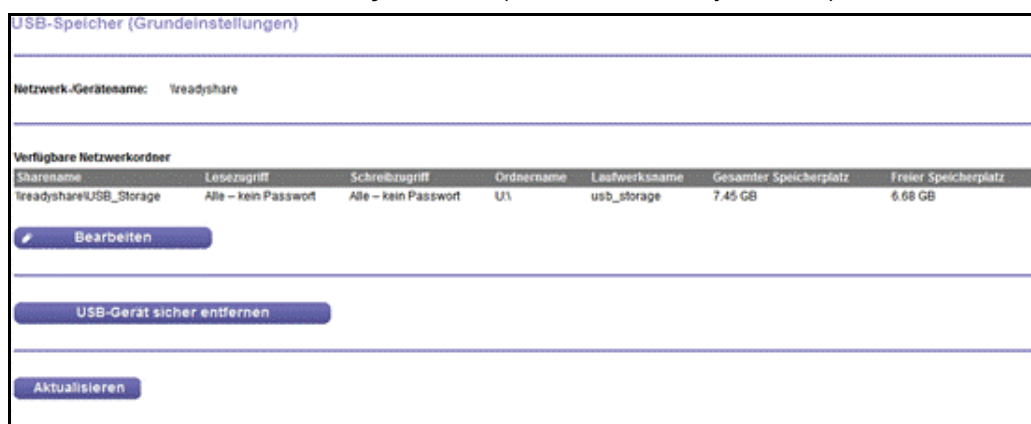 USB-Speicher (Grundeinstellungen)
Netzwerk-/Gerätename: \\readyshare
Verfügbare Netzwerkordner
Sharename Lesezugriff Schreibzugriff Ordnername Laufwerksname Gesamter Speicherplatz Freier Speicherplatz
\\readyshare\USB_Storage Alle – kein Passwort Alle – kein Passwort U:\ usb_storage 7.45 GB 6.68 GB
Bearbeiten
USB-Gerät sicher entfernen
Aktualisieren